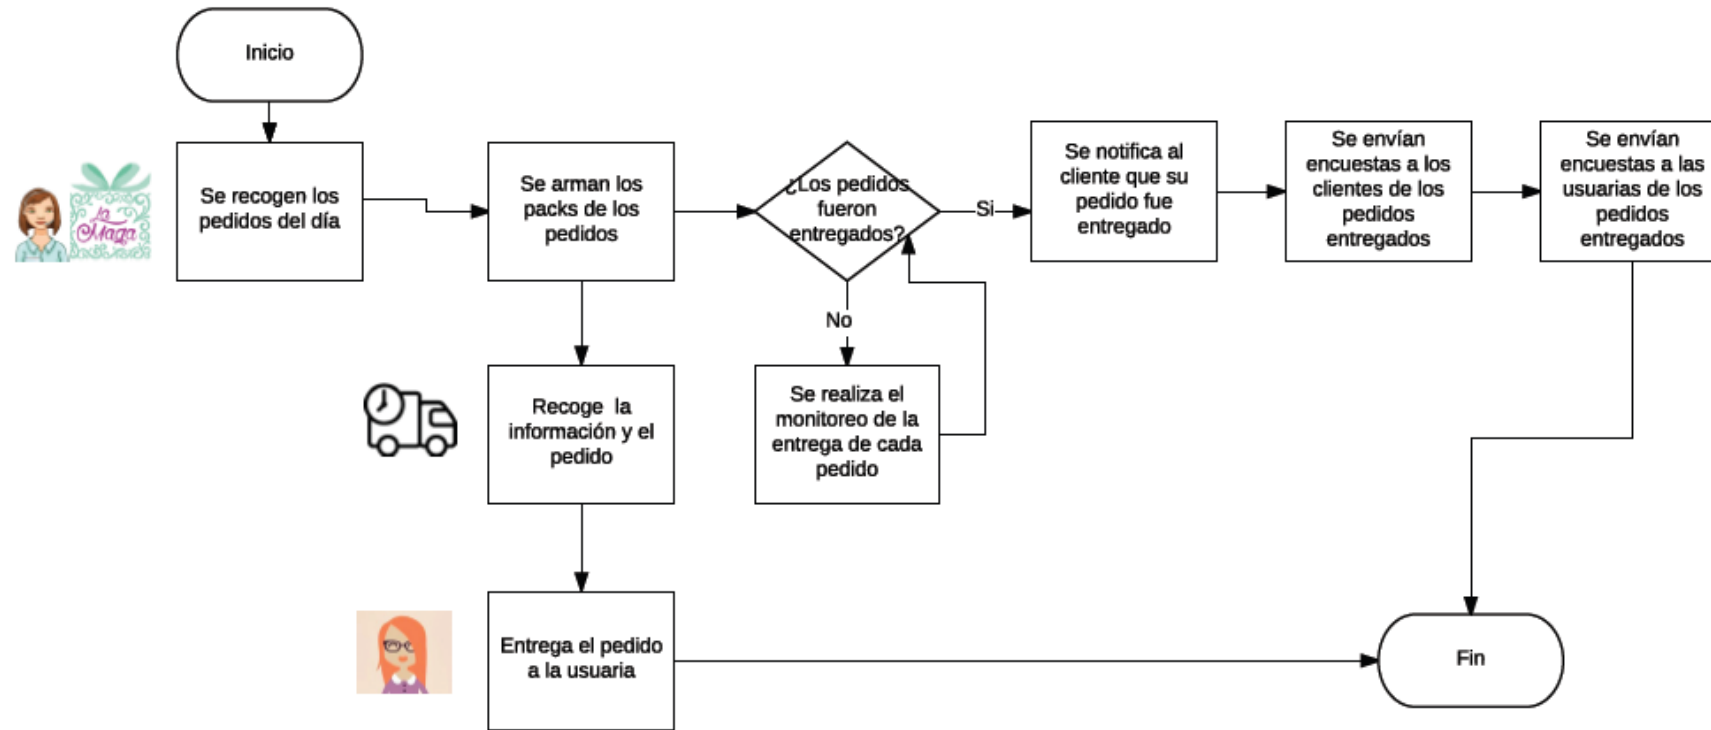 Inicio
Se recogen los
pedidos del día
la
Maga
Se arman los
packs de los
pedidos
¿Los pedidos
fueron
entregados?
Si
Se notifica al
cliente que su
pedido fue
entregado
Se envían
encuestas a los
clientes de los
pedidos
entregados
Se envían
encuestas a las
usuarias de los
pedidos
entregados
No
Recoge la
información y el
pedido
Se realiza el
monitoreo de la
entrega de cada
pedido
Entrega el pedido
a la usuaria
Fin